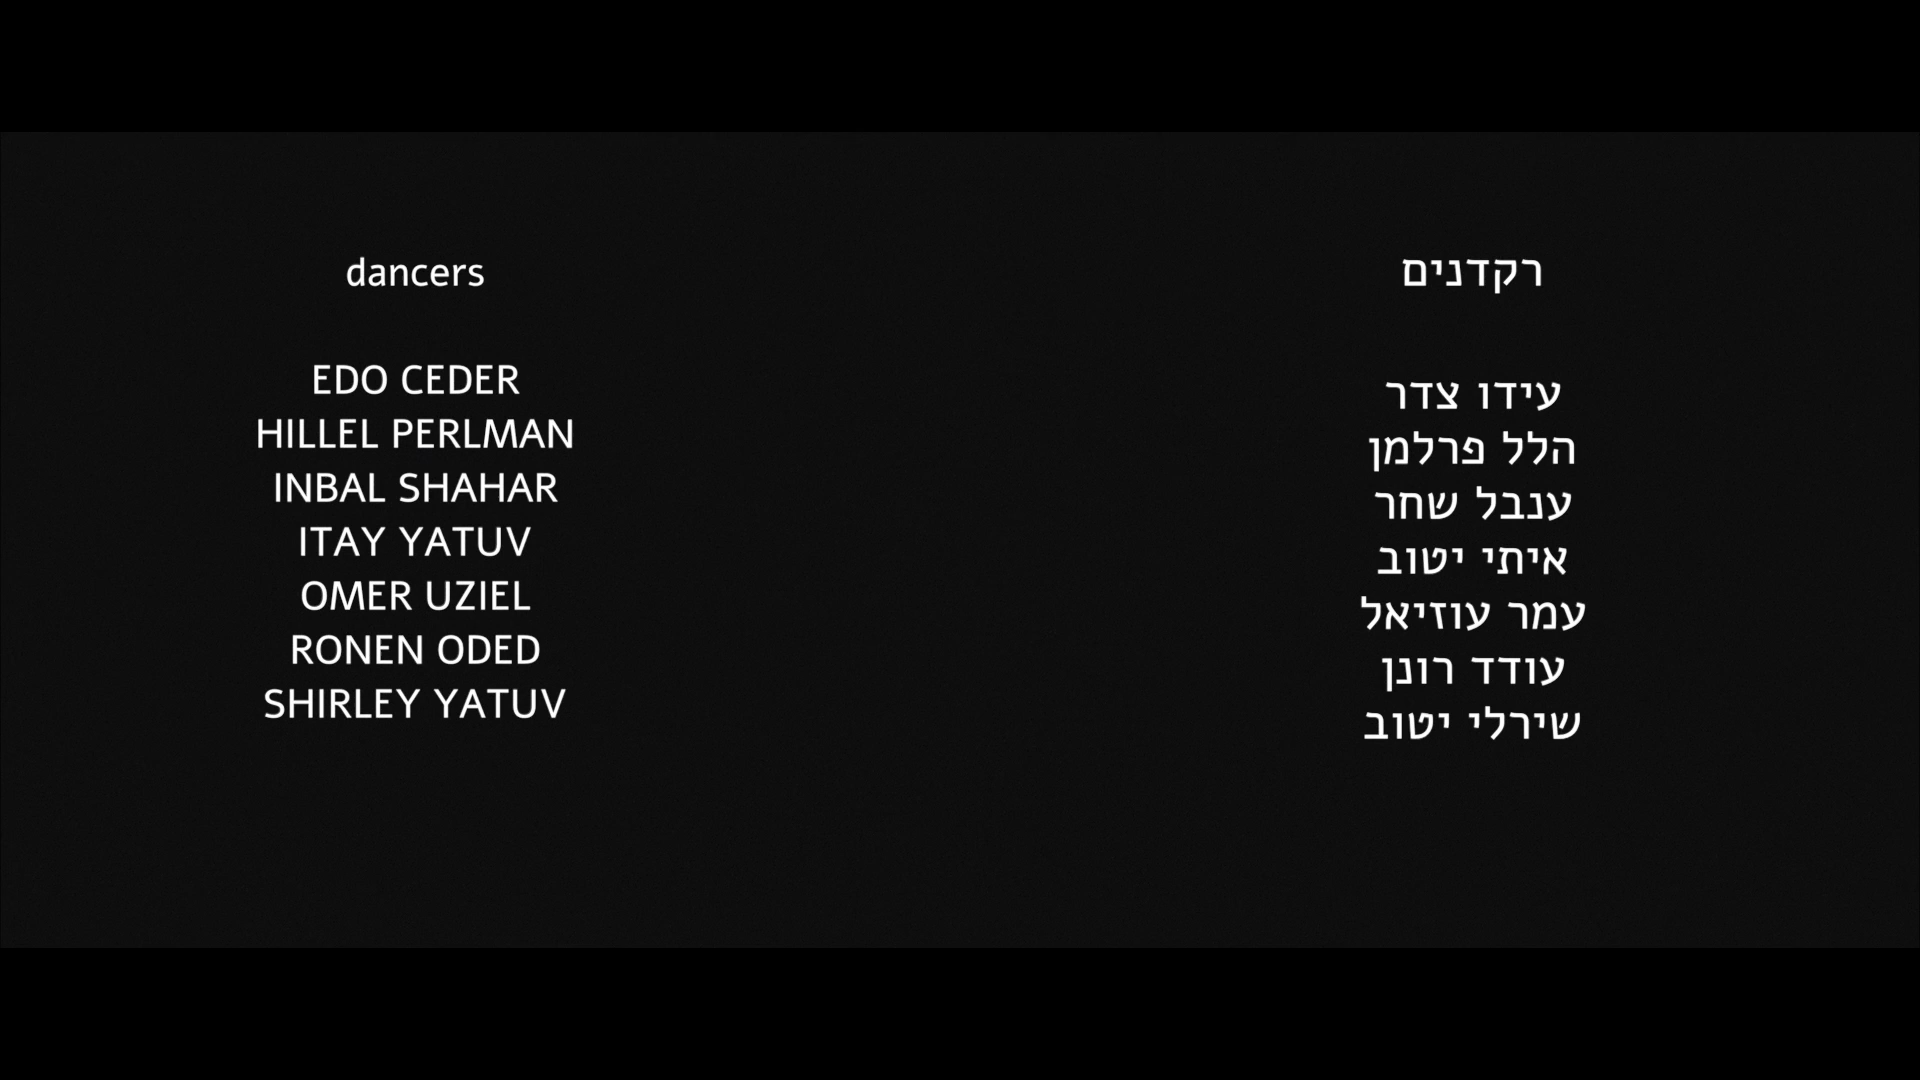 dancers
EDO CEDER
HILLEL PERLMAN
INBAL SHAHAR
ITAY YATUV
OMER UZIEL
RONEN ODED
SHIRLEY YATUV
רקדנים
עידו צדר
הלל פרלמן
ענבל שחר
איתי יטוב
עמר עוזיאל
עודד רונן
שירלי יטוב